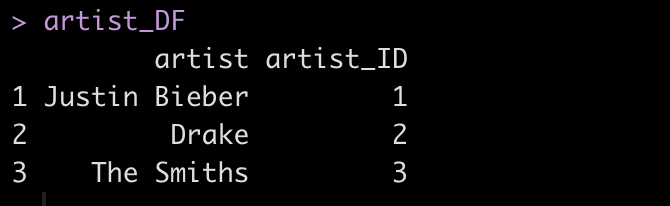 > artist_DF
artist artist_ID
1 Justin Bieber 1
2 Drake 2
3 The Smiths 3